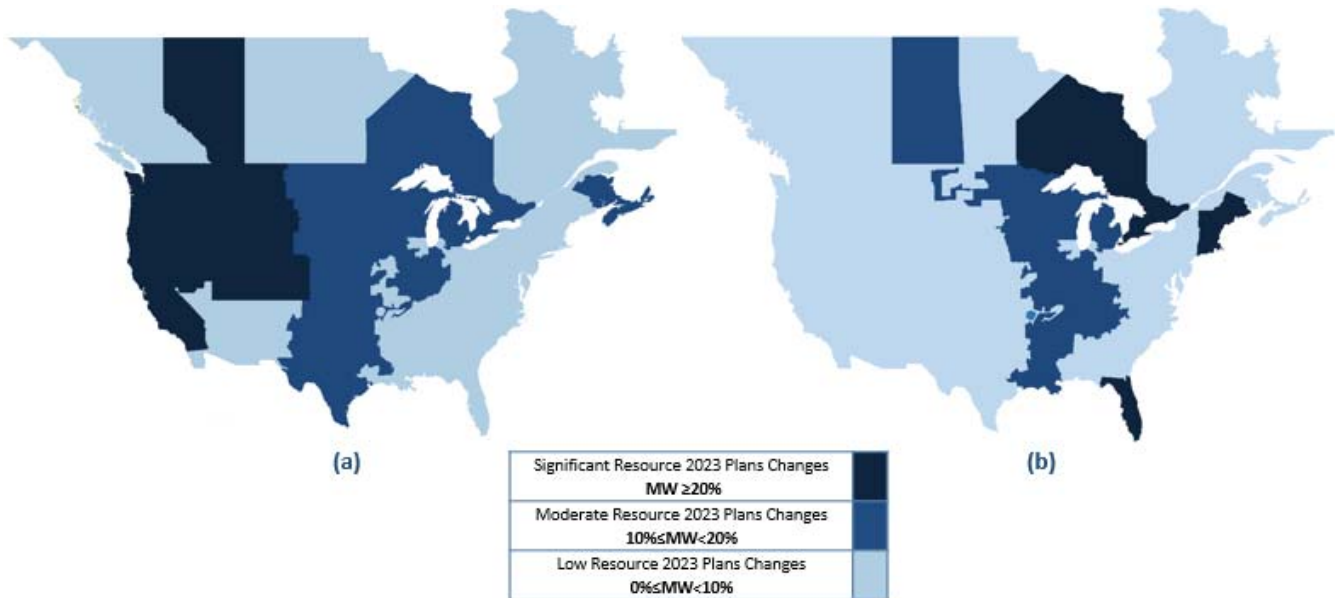 (a)
(b)
Significant Resource 2023 Plans Changes
MW ≥20%
Moderate Resource 2023 Plans Changes
10%≤MW<20%
Low Resource 2023 Plans Changes
0%≤MW<10%